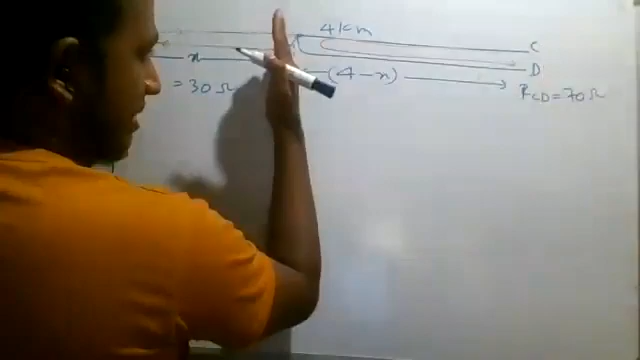 4 km
C
D
x (4-x)
= 30 Ω R_CD = 70 Ω